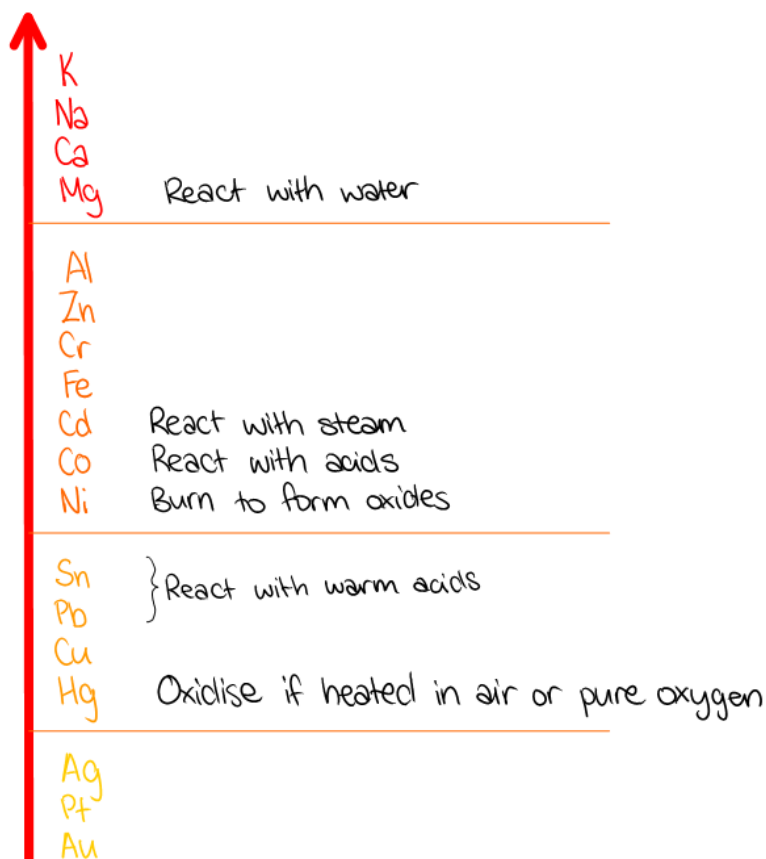 K
Na
Ca
Mg React with water
Al
Zn
Cr
Fe
Cd React with steam
Co React with acids
Ni Burn to form oxides
Sn
} React with warm acids
Pb
Cu
Hg Oxidise if heated in air or pure oxygen
Ag
Pt
Au